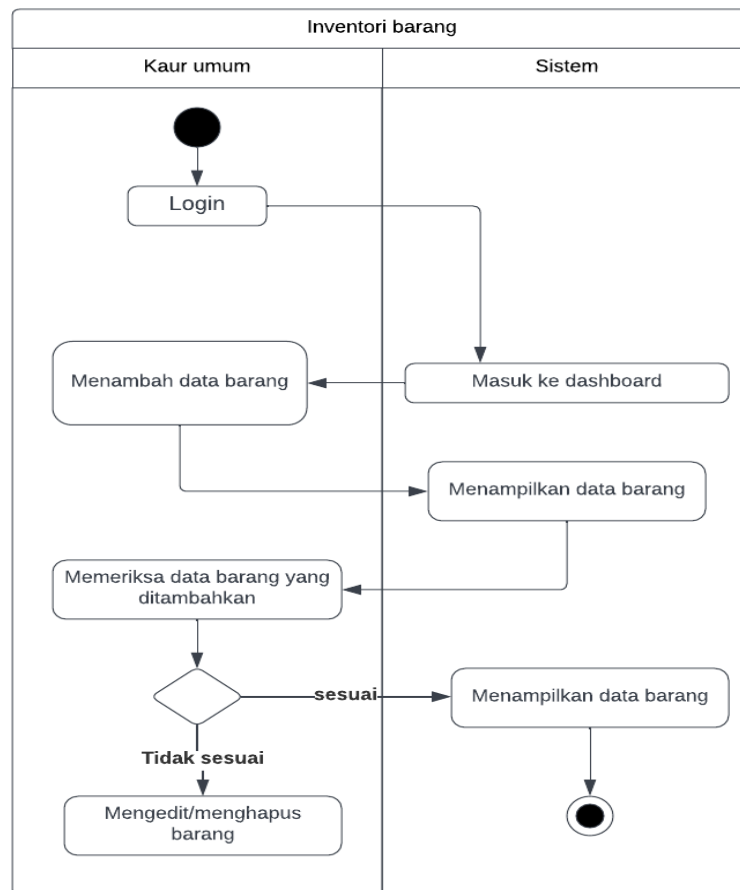 Inventori barang
Kaur umum
Sistem
Login
Menambah data barang
Masuk ke dashboard
Menampilkan data barang
Memeriksa data barang yang
ditambahkan
sesuai
Menampilkan data barang
Tidak sesuai
Mengedit/menghapus
barang